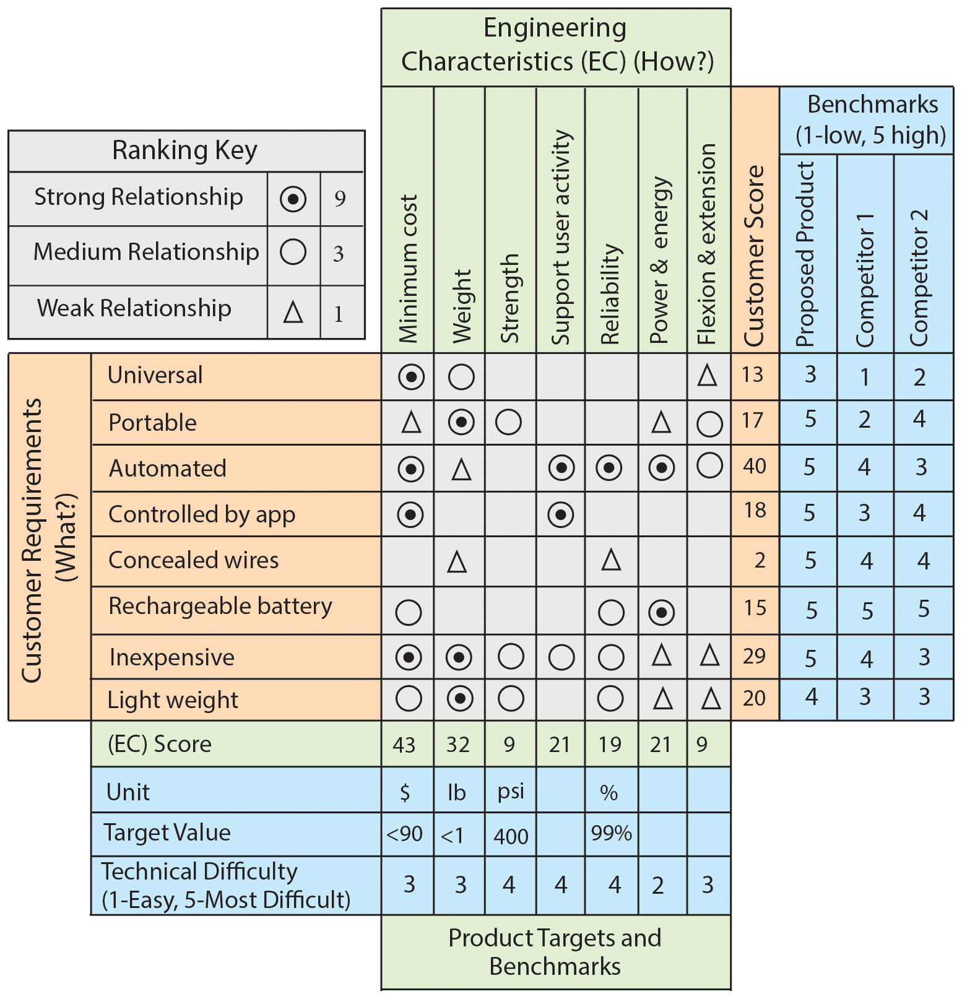 Engineering
Characteristics (EC) (How?)
Ranking Key
Strong Relationship 9
Medium Relationship 3
Weak Relationship 1
Minimum cost
Weight
Strength
Support user activity
Reliability
Power & energy
Flexion & extension
Customer Score
Benchmarks
(1-low, 5 high)
Proposed Product
Competitor 1
Competitor 2
Customer Requirements
(What?)
Universal 13 3 1 2
Portable 17 5 2 4
Automated 40 5 4 3
Controlled by app 18 5 3 4
Concealed wires 2 5 4 4
Rechargeable battery 15 5 5 5
Inexpensive 29 5 4 3
Light weight 20 4 3 3
(EC) Score 43 32 9 21 19 21 9
Unit $ lb psi %
Target Value <90 <1 400 99%
Technical Difficulty
(1-Easy, 5-Most Difficult) 3 3 4 4 4 2 3
Product Targets and
Benchmarks